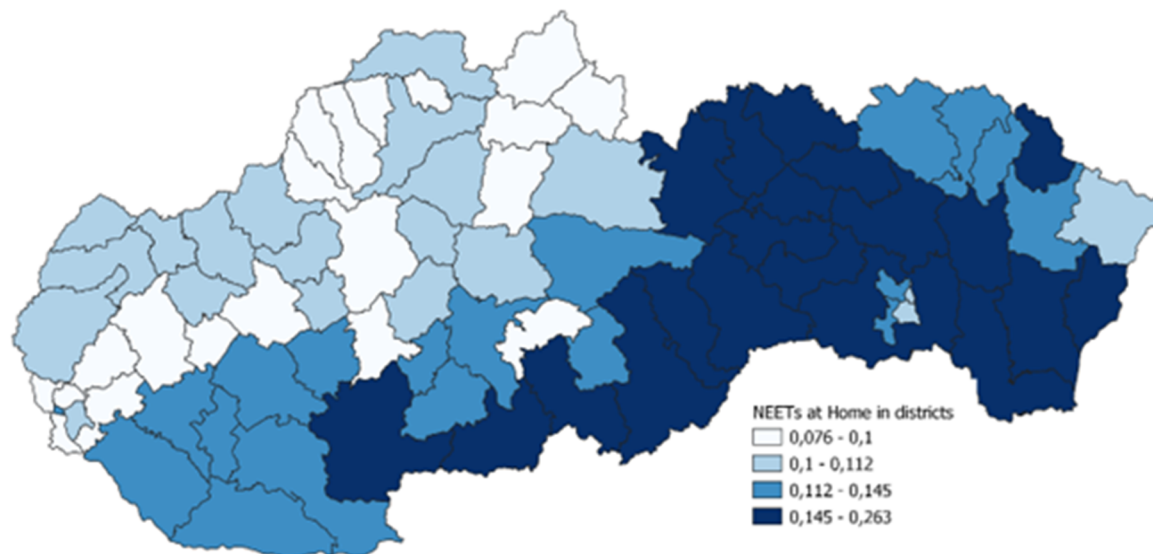 NEETs at Home in districts
0,076 - 0,1
0,1 - 0,112
0,112 - 0,145
0,145 - 0,263